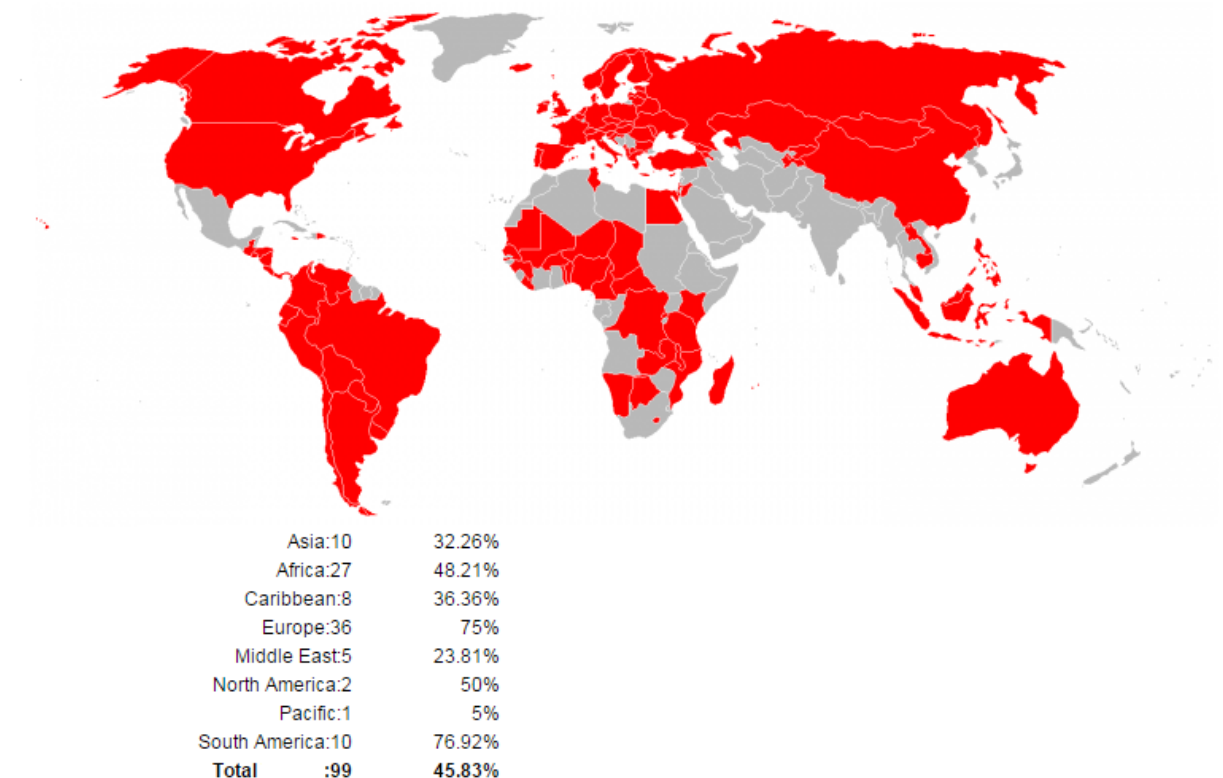 Asia:10 32.26%
Africa:27 48.21%
Caribbean:8 36.36%
Europe:36 75%
Middle East:5 23.81%
North America:2 50%
Pacific:1 5%
South America:10 76.92%
Total :99 45.83%